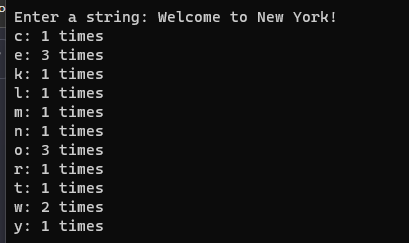 Enter a string: Welcome to New York!
c: 1 times
e: 3 times
k: 1 times
l: 1 times
m: 1 times
n: 1 times
o: 3 times
r: 1 times
t: 1 times
w: 2 times
y: 1 times